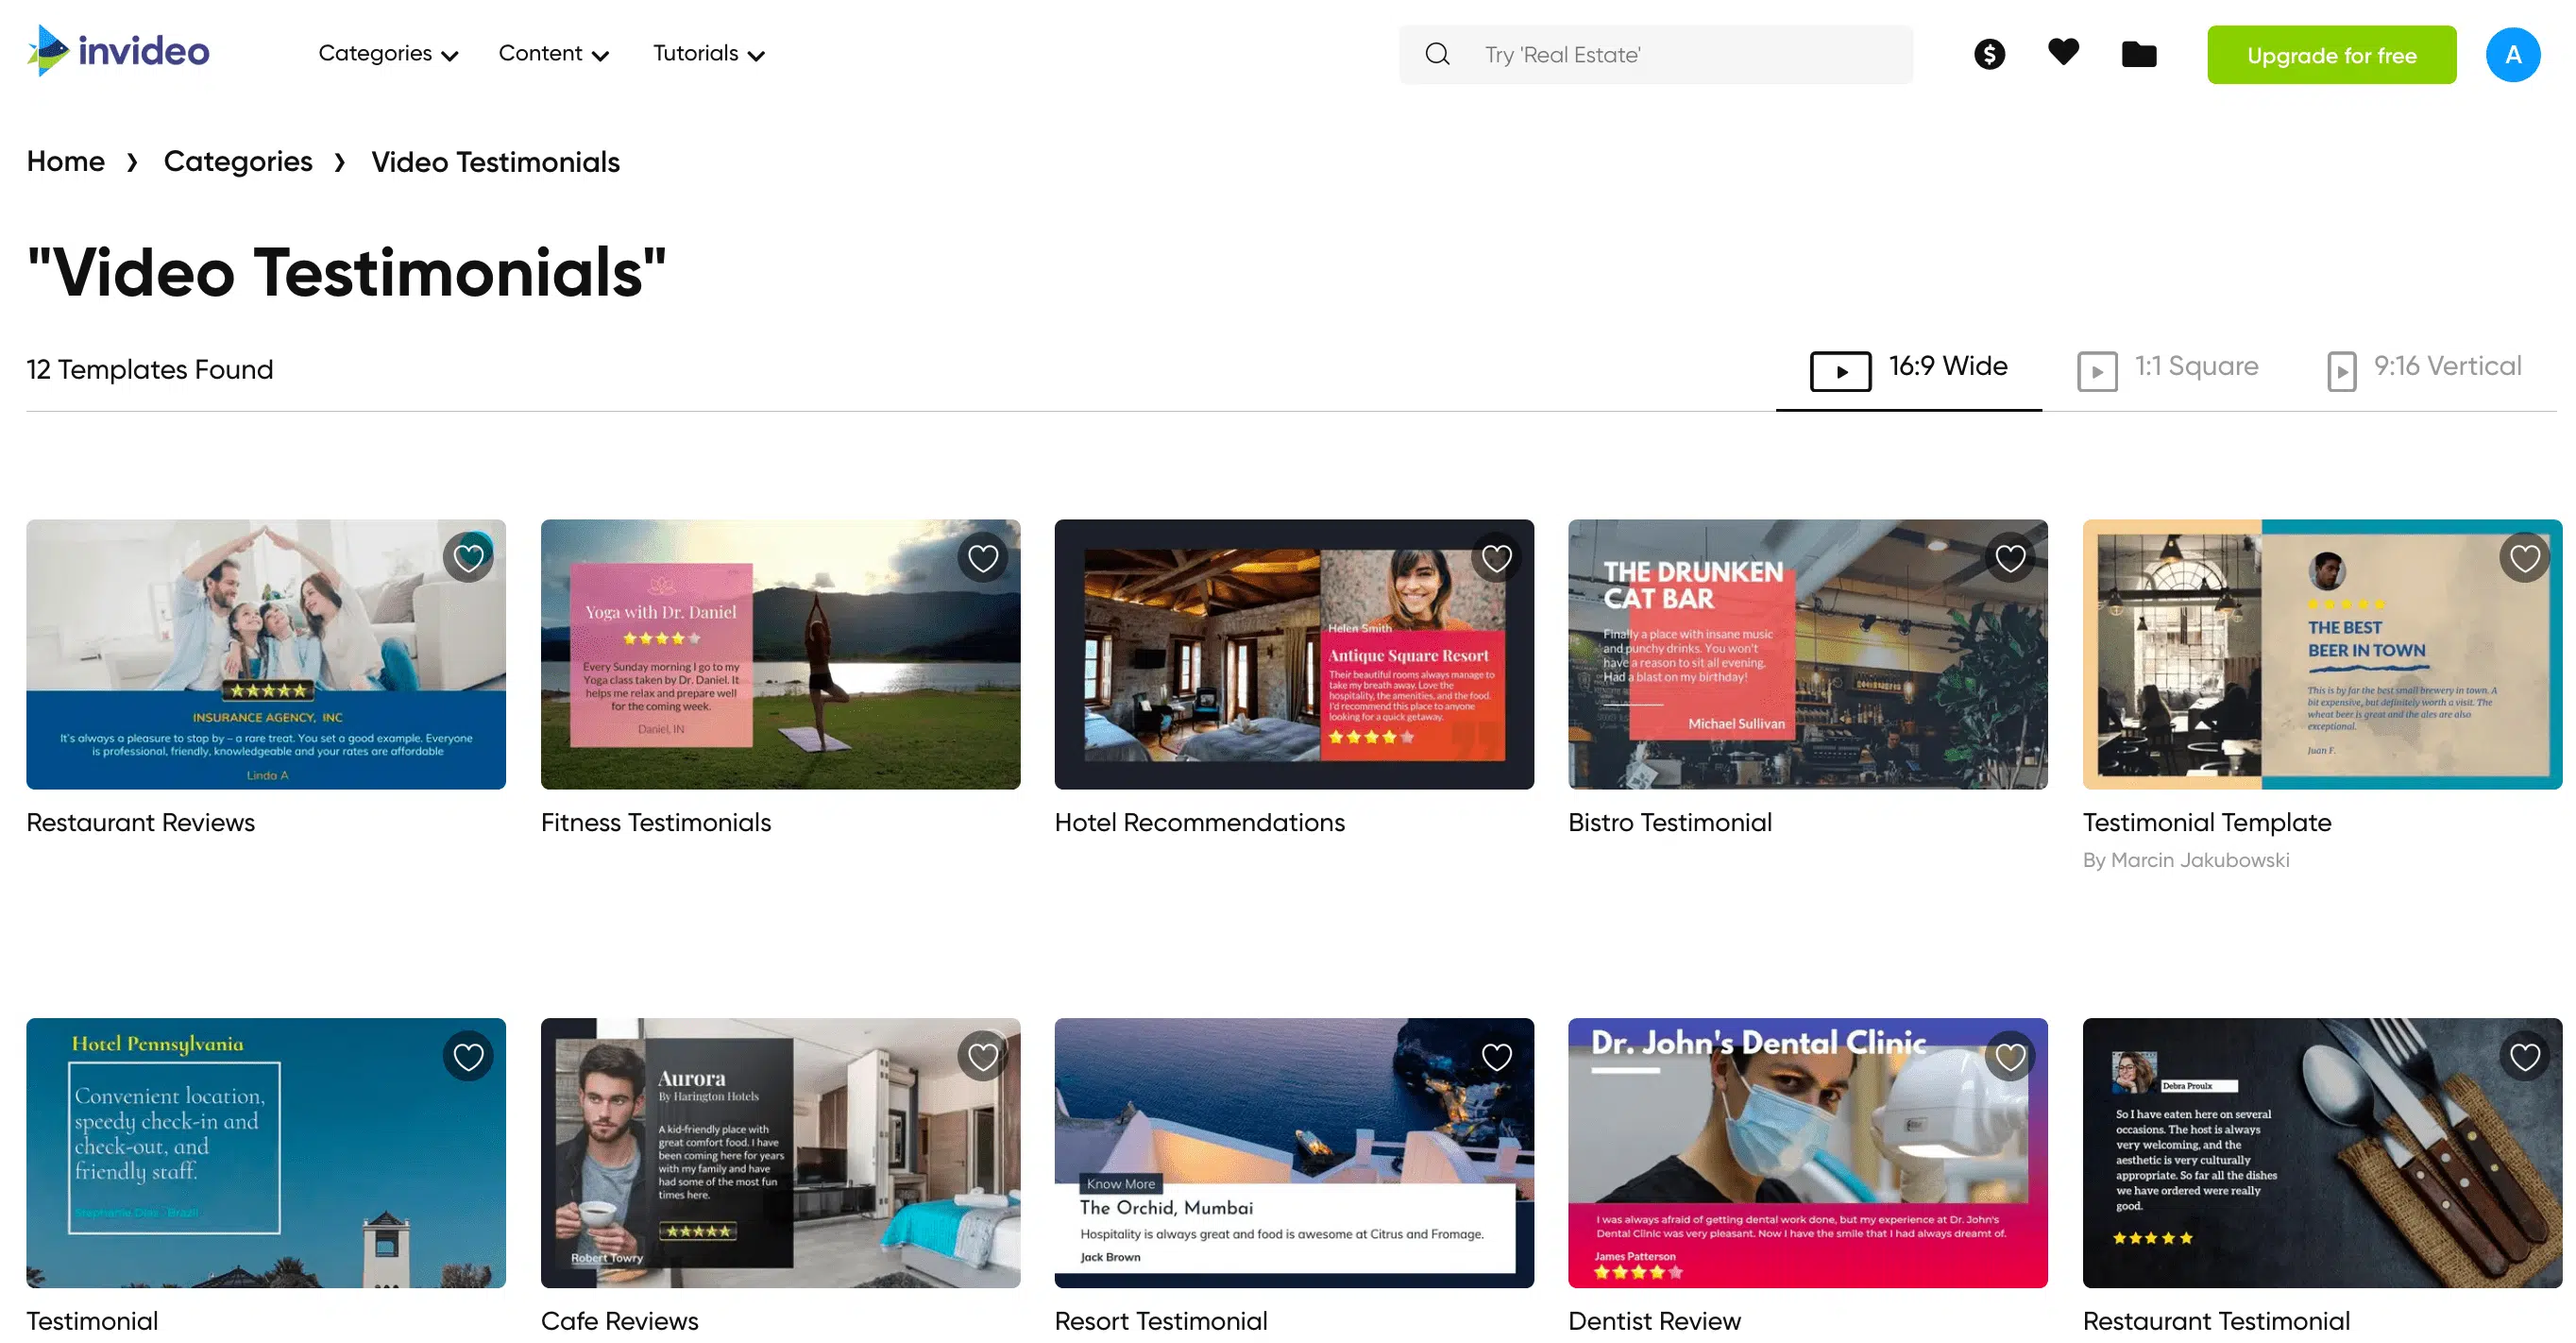 invideo
Categories
Content
Tutorials
Try 'Real Estate'
Upgrade for free
A
Home › Categories › Video Testimonials
"Video Testimonials"
12 Templates Found
16:9 Wide
1:1 Square
9:16 Vertical
INSURANCE AGENCY, INC
It's always a pleasure to stop by – a rare treat. You set a good example. Everyone
is professional, friendly, knowledgeable and your rates are affordable
Linda A
Restaurant Reviews
Yoga with Dr. Daniel
Every Sunday morning I go to my
Yoga class taken by Dr. Daniel. It
helps me relax and prepare well
for the coming week.
Daniel, IN
Fitness Testimonials
Helen Smith
Antique Square Resort
Their beautiful rooms always manage to
take my breath away. Love the
hospitality, the amenities, and the food.
I'd recommend this place to anyone
looking for a quick getaway.
Hotel Recommendations
THE DRUNKEN
CAT BAR
Finally a place with insane music
and punchy drinks. You won't
have a reason to sit all evening.
Had a blast on my birthday!
Michael Sullivan
Bistro Testimonial
THE BEST
BEER IN TOWN
This is by far the best small brewery in town. A
bit expensive, but definitely worth a visit. The
wheat beer is great and the ales are also
exceptional.
Juan F.
Testimonial Template
By Marcin Jakubowski
Hotel Pennsylvania
Convenient location,
speedy check-in and
check-out, and
friendly staff.
Stephanie Diaz, Brazil
Testimonial
Aurora
By Harington Hotels
A kid-friendly place with
great comfort food. I have
been coming here for years
with my family and have
had some of the most fun
times here.
Robert Towry
Cafe Reviews
Know More
The Orchid, Mumbai
Hospitality is always great and food is awesome at Citrus and Fromage.
Jack Brown
Resort Testimonial
Dr. John's Dental Clinic
I was always afraid of getting dental work done, but my experience at Dr. John's
Dental Clinic was very pleasant. Now I have the smile that I had always dreamt of.
James Patterson
Dentist Review
Debra Proulx
So I have eaten here on several
occasions. The host is always
very welcoming, and the
aesthetic is very culturally
appropriate. So far all the dishes
we have ordered were really
good.
Restaurant Testimonial